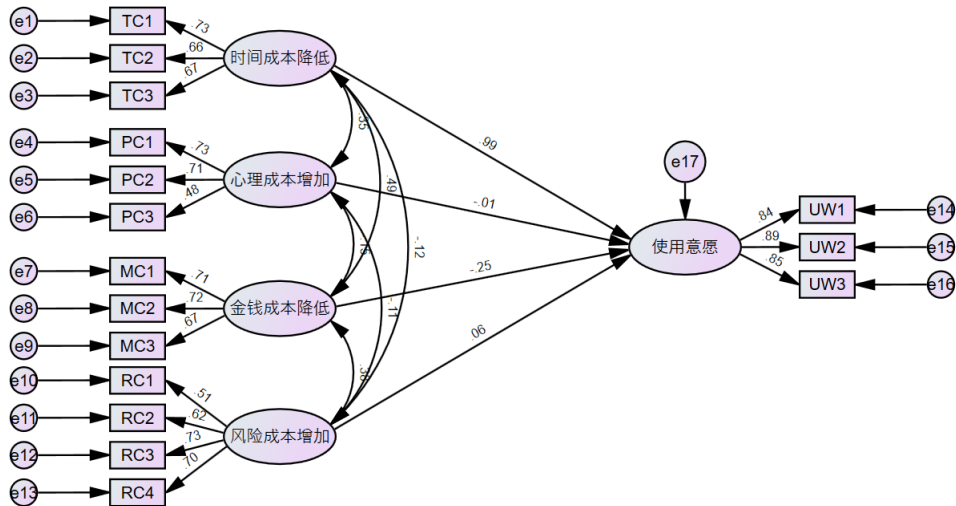 e1
TC1
.73
e2
TC2
.66
时间成本降低
e3
TC3
.67
.55
.99
e4
PC1
.73
e5
PC2
.71
心理成本增加
e6
PC3
.48
.49
-.01
-.12
e17
使用意愿
.84
UW1
e14
.89
UW2
e15
.85
UW3
e16
e7
MC1
.71
e8
MC2
.72
金钱成本降低
e9
MC3
.67
-.25
-.11
.06
e10
RC1
.51
e11
RC2
.62
风险成本增加
e12
RC3
.73
e13
RC4
.70